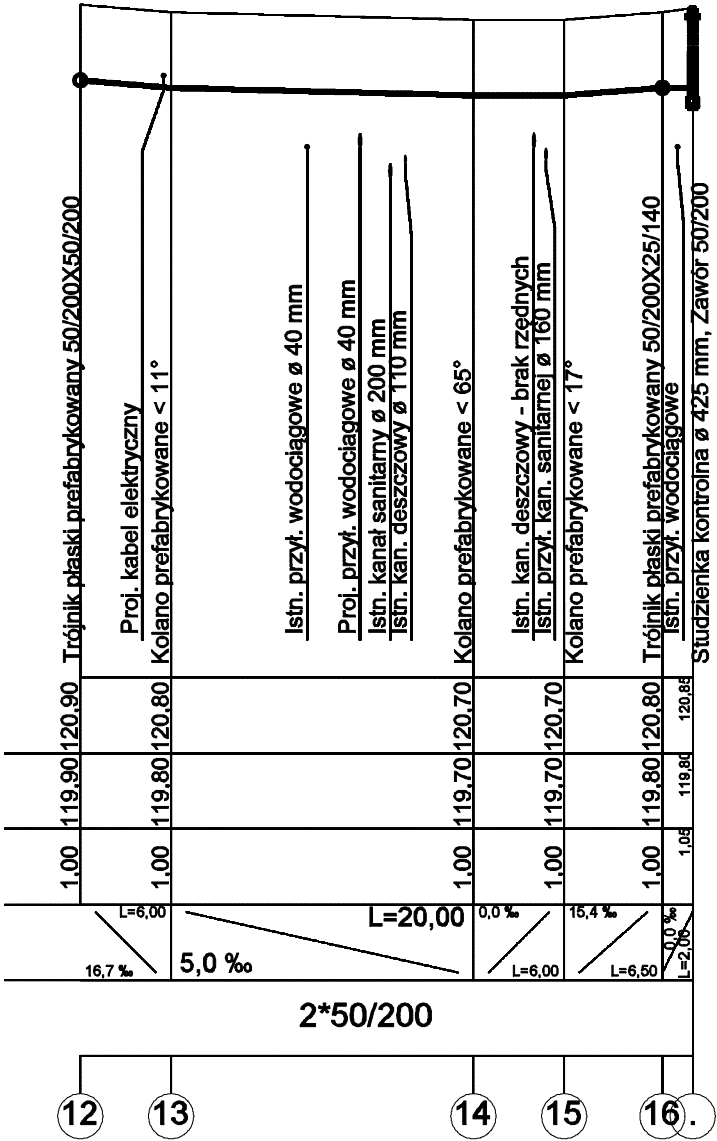 Trójnik płaski prefabrykowany 50/200X50/200
Proj. kabel elektryczny
Kolano prefabrykowane < 11°
Istn. przył. wodociągowe ø 40 mm
Proj. przył. wodociągowe ø 40 mm
Istn. kanał sanitarny ø 200 mm
Istn. kan. deszczowy ø 110 mm
Kolano prefabrykowane < 65°
Istn. kan. deszczowy - brak rzędnych
Istn. przył. kan. sanitarnej ø 160 mm
Kolano prefabrykowane < 17°
Trójnik płaski prefabrykowany 50/200X25/140
Istn. przył. wodociągowe
Studzienka kontrolna ø 425 mm, Zawór 50/200
120,90 120,80 120,70 120,70 120,80 120,85
119,90 119,80 119,70 119,70 119,80 119,80
1,00 1,00 1,00 1,00 1,00 1,05
L=6,00 L=20,00 0,0 ‰ 15,4 ‰ 0,0 ‰
16,7 ‰ 5,0 ‰ L=6,00 L=6,50 L=2,00
2*50/200
12 13 14 15 16 .